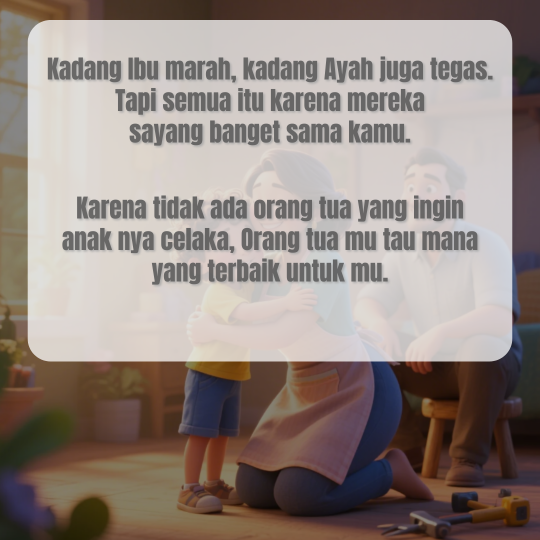 Kadang Ibu marah, kadang Ayah juga tegas.
Tapi semua itu karena mereka
sayang banget sama kamu.
Karena tidak ada orang tua yang ingin
anak nya celaka, Orang tua mu tau mana
yang terbaik untuk mu.